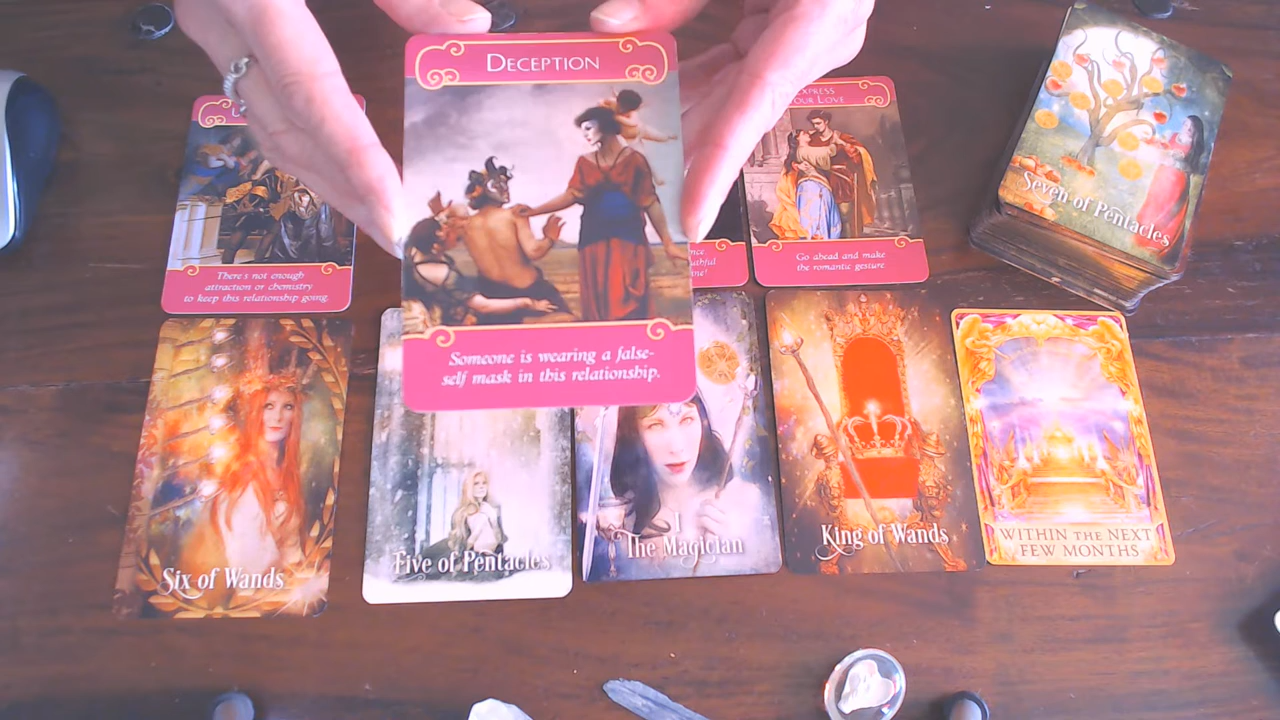 DECEPTION
Someone is wearing a false-
self mask in this relationship.
EXPRESS
YOUR LOVE
Go ahead and make
the romantic gesture
There's not enough
attraction or chemistry
to keep this relationship going.
Seven of Pentacles
Six of Wands
Five of Pentacles
I
The Magician
King of Wands
WITHIN THE NEXT
FEW MONTHS